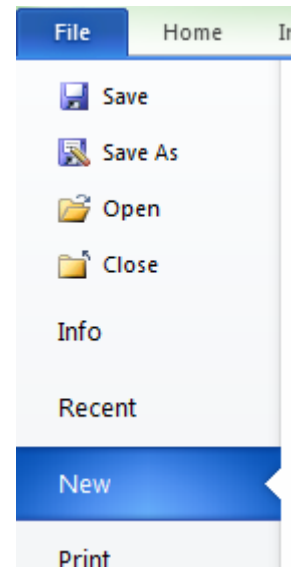 File Home
Save
Save As
Open
Close
Info
Recent
New
Print